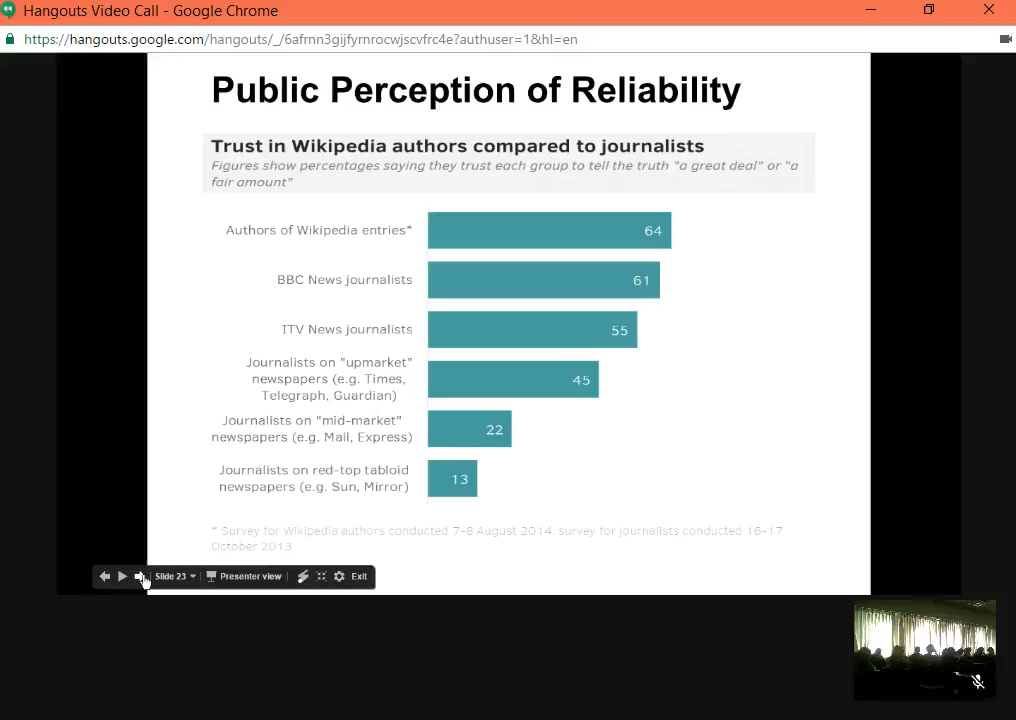 Hangouts Video Call - Google Chrome
https://hangouts.google.com/hangouts/_/6afrnn3gijfyrnrocwjscvfrc4e?authuser=1&hl=en
Public Perception of Reliability
Trust in Wikipedia authors compared to journalists
Figures show percentages saying they trust each group to tell the truth "a great deal" or "a
fair amount"
Authors of Wikipedia entries* 64
BBC News journalists 61
ITV News journalists 55
Journalists on "upmarket"
newspapers (e.g. Times, 45
Telegraph, Guardian)
Journalists on "mid-market"
newspapers (e.g. Mail, Express) 22
Journalists on red-top tabloid
newspapers (e.g. Sun, Mirror) 13
* Survey for Wikipedia authors conducted 7-8 August 2014, survey for journalists conducted 16-17
October 2013
Slide 23 Presenter view Exit